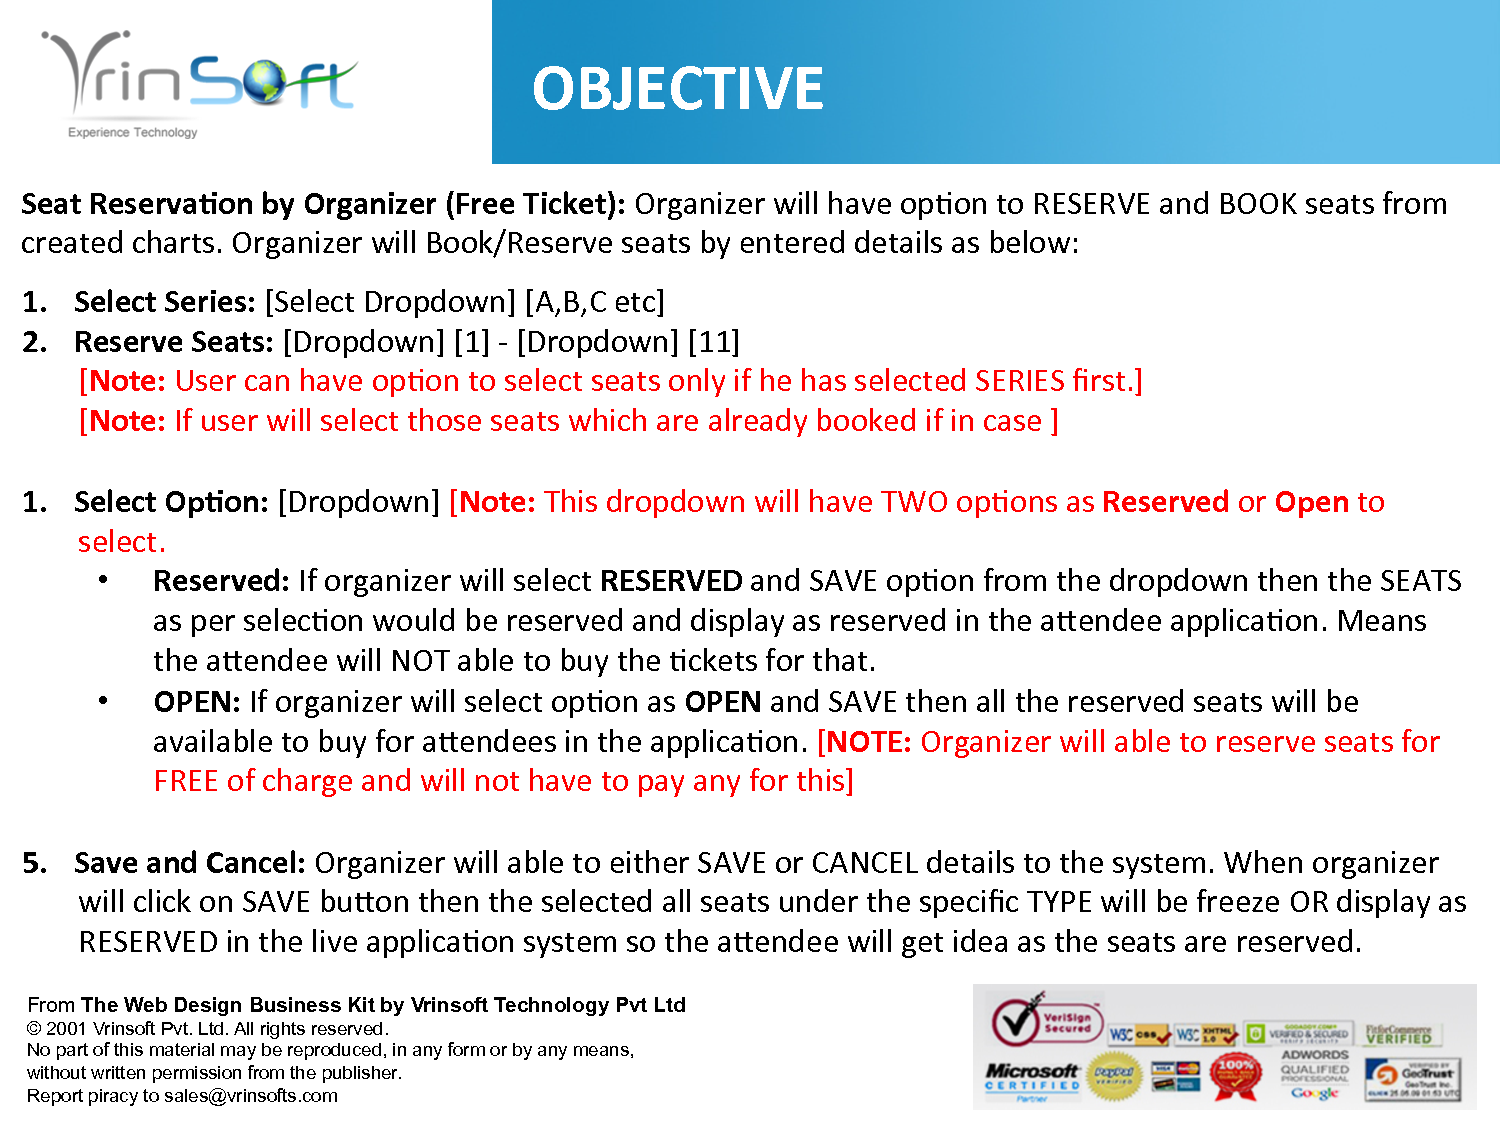 VrinSoft
Experience Technology
OBJECTIVE
Seat Reservation by Organizer (Free Ticket): Organizer will have option to RESERVE and BOOK seats from
created charts. Organizer will Book/Reserve seats by entered details as below:
1. Select Series: [Select Dropdown] [A,B,C etc]
2. Reserve Seats: [Dropdown] [1] - [Dropdown] [11]
[Note: User can have option to select seats only if he has selected SERIES first.]
[Note: If user will select those seats which are already booked if in case ]
1. Select Option: [Dropdown] [Note: This dropdown will have TWO options as Reserved or Open to
select.
• Reserved: If organizer will select RESERVED and SAVE option from the dropdown then the SEATS
as per selection would be reserved and display as reserved in the attendee application. Means
the attendee will NOT able to buy the tickets for that.
• OPEN: If organizer will select option as OPEN and SAVE then all the reserved seats will be
available to buy for attendees in the application. [NOTE: Organizer will able to reserve seats for
FREE of charge and will not have to pay any for this]
5. Save and Cancel: Organizer will able to either SAVE or CANCEL details to the system. When organizer
will click on SAVE button then the selected all seats under the specific TYPE will be freeze OR display as
RESERVED in the live application system so the attendee will get idea as the seats are reserved.
From The Web Design Business Kit by Vrinsoft Technology Pvt Ltd
© 2001 Vrinsoft Pvt. Ltd. All rights reserved.
No part of this material may be reproduced, in any form or by any means,
without written permission from the publisher.
Report piracy to sales@vrinsofts.com
VeriSign
Secured
W3C css
W3C XHTML 1.0
VERIFIED & SECURED
FitforCommerce
VERIFIED
Microsoft
CERTIFIED
Partner
PayPal
VERIFIED
100%
ADWORDS
QUALIFIED
PROFESSIONAL
Google
VERIFIED BY
GeoTrust
GeoTrust Inc.